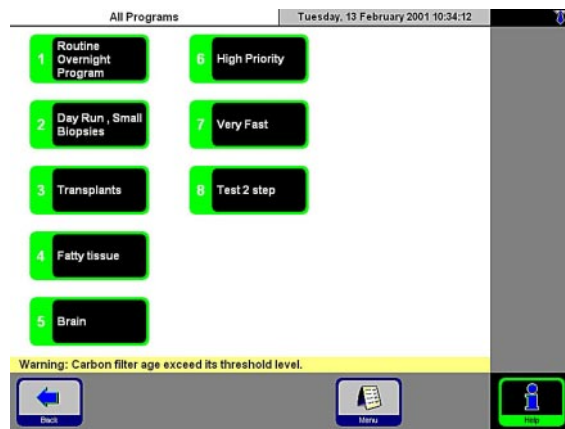 All Programs
Tuesday, 13 February 2001 10:34:12
1
Routine
Overnight
Program
2
Day Run , Small
Biopsies
3
Transplants
4
Fatty tissue
5
Brain
6
High Priority
7
Very Fast
8
Test 2 step
Warning: Carbon filter age exceed its threshold level.
Back
Menu
Help